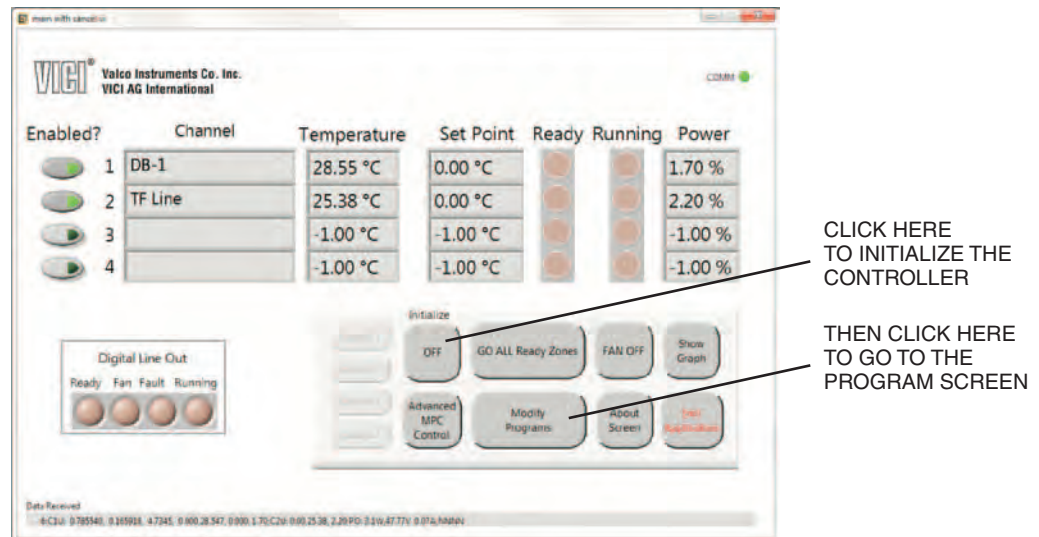 main with
VICI®
Valco Instruments Co. Inc.
VICI AG International
COMM
Enabled? Channel Temperature Set Point Ready Running Power
1 DB-1 28.55 °C 0.00 °C 1.70 %
2 TF Line 25.38 °C 0.00 °C 2.20 %
3 -1.00 °C -1.00 °C -1.00 %
4 -1.00 °C -1.00 °C -1.00 %
CLICK HERE
TO INITIALIZE THE
CONTROLLER
Initialize
OFF
GO ALL Ready Zones
FAN OFF
Show
Graph
THEN CLICK HERE
TO GO TO THE
PROGRAM SCREEN
Digital Line Out
Ready Fan Fault Running
Advanced
MPC
Control
Modify
Programs
About
Screen
Data Received